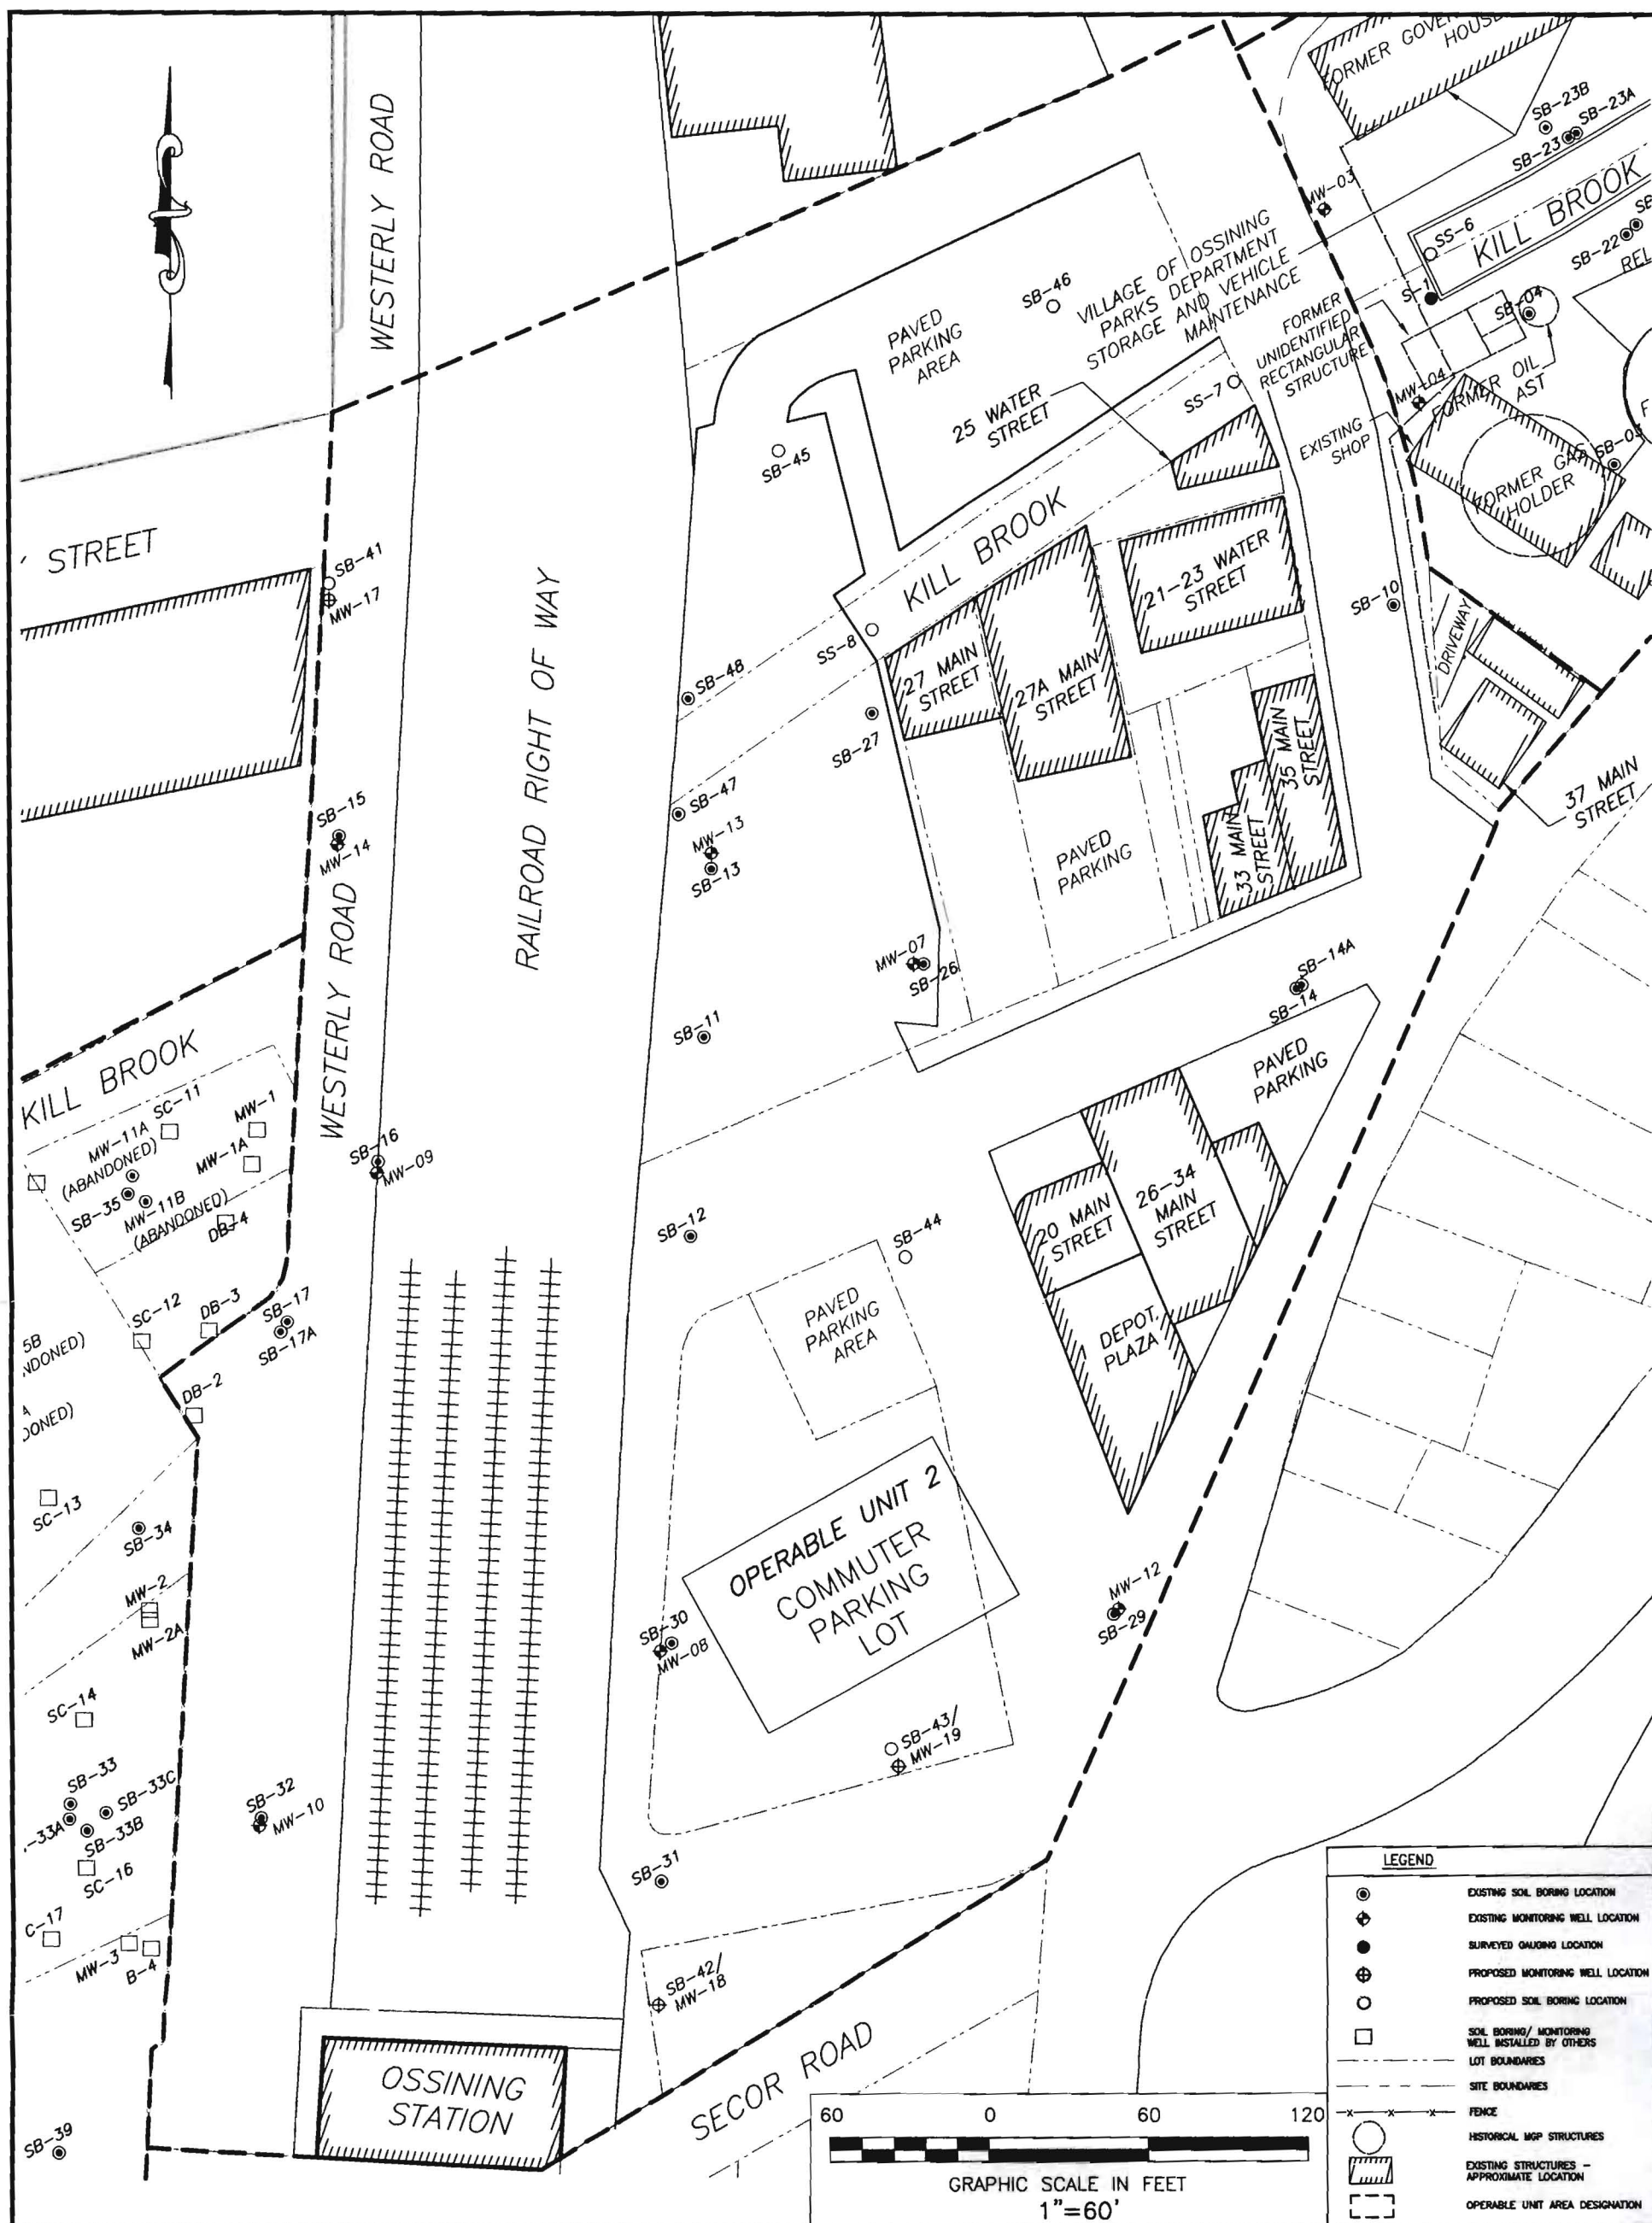 WESTERLY ROAD
FORMER
HOUSE
SB-23B
SB-23A
SB-23
KILL BROOK
SS-6
MW-03
SB-22
S-1
SB-04
VILLAGE OF OSSINING
PARKS DEPARTMENT
STORAGE AND VEHICLE
MAINTENANCE
SB-46
PAVED
PARKING
AREA
FORMER
UNIDENTIFIED
RECTANGULAR
STRUCTURE
MW-04
FORMER OIL
AST
SS-7
25 WATER
STREET
EXISTING
SHOP
SB-45
FORMER GAS
HOLDER
STREET
SB-41
MW-17
KILL BROOK
21-23 WATER
STREET
SB-10
DRIVEWAY
RAILROAD RIGHT OF WAY
SS-8
27 MAIN
STREET
27A MAIN
STREET
SB-48
SB-27
35 MAIN
STREET
33 MAIN
STREET
37 MAIN
STREET
SB-47
MW-13
SB-13
SB-15
MW-14
PAVED
PARKING
WESTERLY ROAD
MW-07
SB-26
SB-14A
SB-14
SB-11
KILL BROOK
PAVED
PARKING
SC-11
MW-1
MW-11A
(ABANDONED)
MW-1A
SB-35
MW-11B
(ABANDONED)
DB-4
SB-16
MW-09
20 MAIN
STREET
26-34
MAIN
STREET
SB-12
SB-44
SC-12
DB-3
SB-17
SB-17A
PAVED
PARKING
AREA
DEPOT
PLAZA
DB-2
SC-13
SB-34
OPERABLE UNIT 2
COMMUTER
PARKING
LOT
MW-2
MW-2A
SB-30
MW-08
MW-12
SB-29
SC-14
SB-43/
MW-19
SB-33
SB-33C
-33A
SB-33B
SC-16
SB-32
MW-10
SB-31
C-17
MW-3
B-4
SB-42/
MW-18
OSSINING
STATION
SECOR ROAD
SB-39
60 0 60 120
GRAPHIC SCALE IN FEET
1"=60'
LEGEND
EXISTING SOIL BORING LOCATION
EXISTING MONITORING WELL LOCATION
SURVEYED GAUGING LOCATION
PROPOSED MONITORING WELL LOCATION
PROPOSED SOIL BORING LOCATION
SOIL BORING/ MONITORING
WELL INSTALLED BY OTHERS
LOT BOUNDARIES
SITE BOUNDARIES
FENCE
HISTORICAL MGP STRUCTURES
EXISTING STRUCTURES -
APPROXIMATE LOCATION
OPERABLE UNIT AREA DESIGNATION